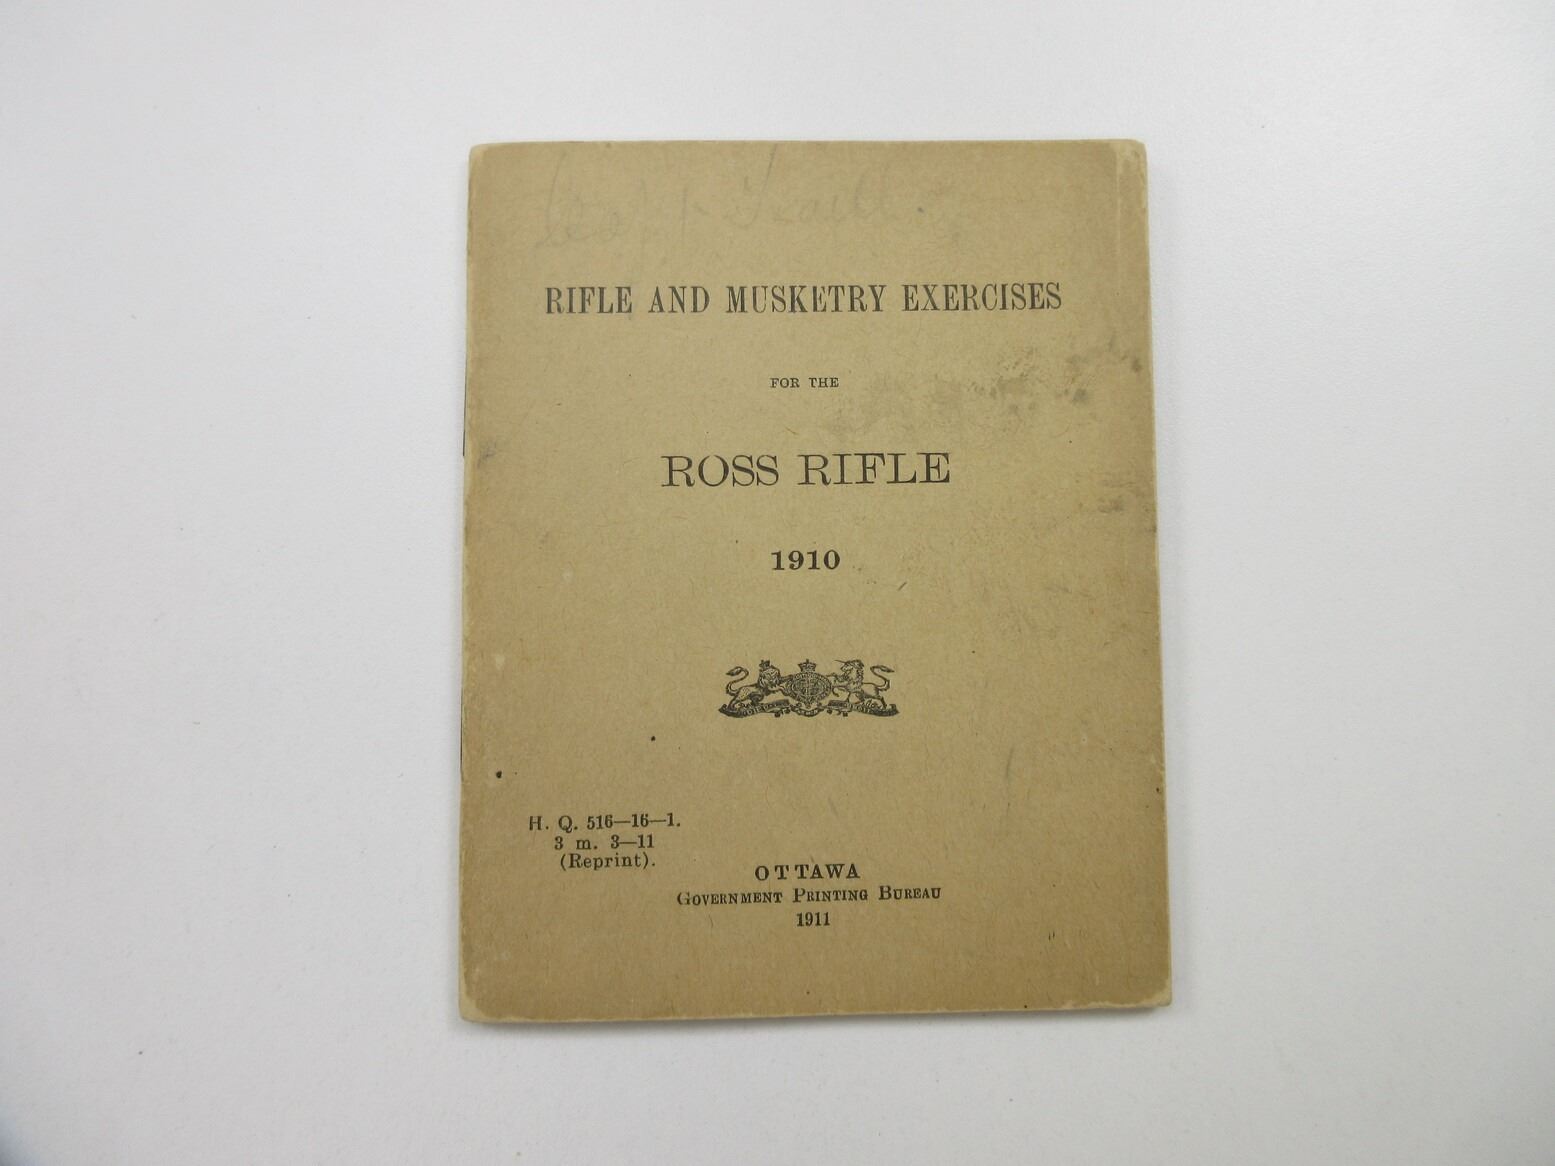 RIFLE AND MUSKETRY EXERCISES
FOR THE
ROSS RIFLE
1910
H. Q. 516—16—1.
3 m. 3—11
(Reprint).
OTTAWA
GOVERNMENT PRINTING BUREAU
1911